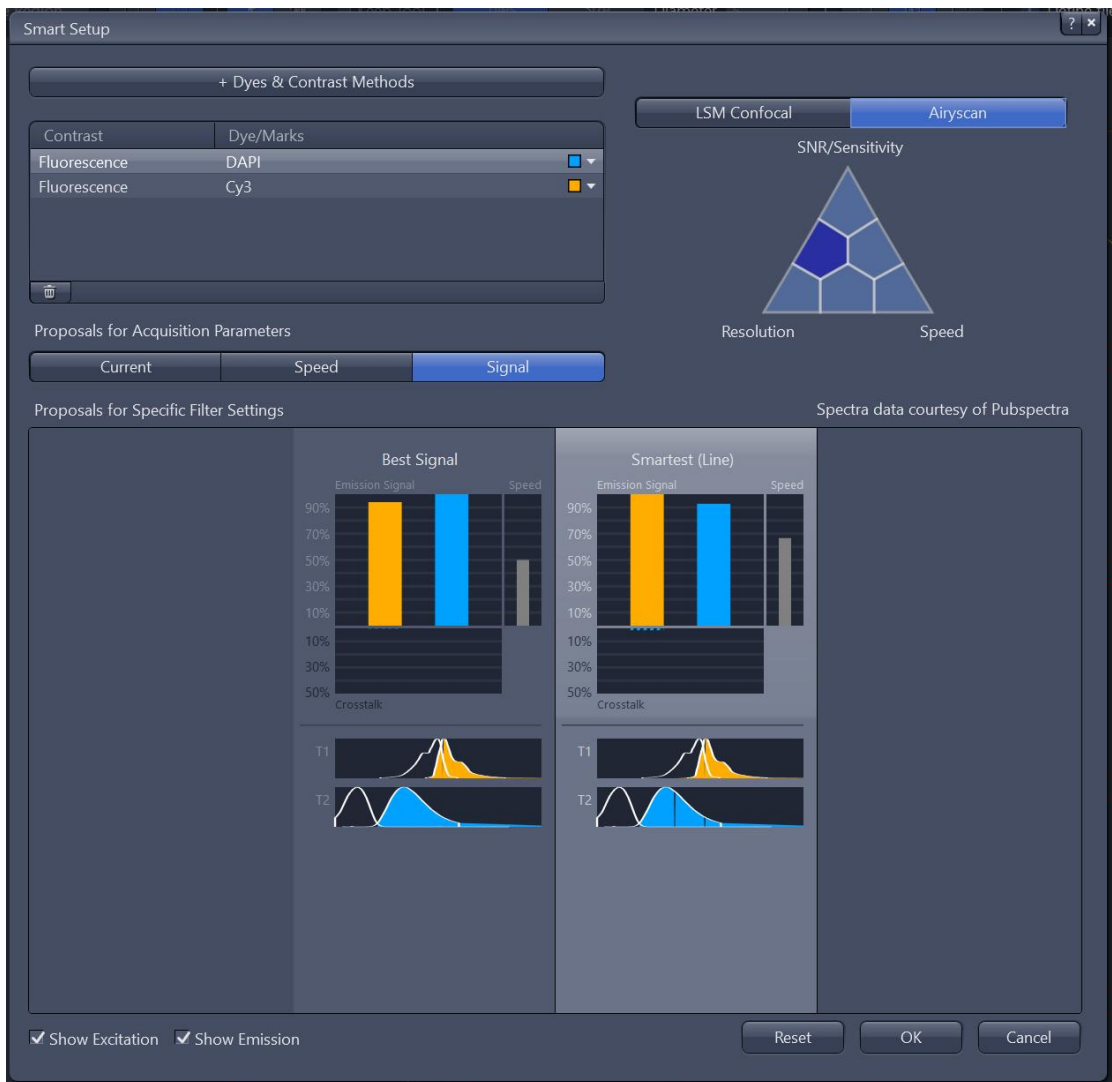 Smart Setup
? ×
+ Dyes & Contrast Methods
LSM Confocal Airyscan
Contrast Dye/Marks
SNR/Sensitivity
Fluorescence DAPI
Fluorescence Cy3
Proposals for Acquisition Parameters
Resolution Speed
Current Speed Signal
Proposals for Specific Filter Settings
Spectra data courtesy of Pubspectra
Best Signal
Emission Signal Speed
90%
70%
50%
30%
10%
10%
30%
50%
Crosstalk
T1
T2
Smartest (Line)
Emission Signal Speed
90%
70%
50%
30%
10%
10%
30%
50%
Crosstalk
T1
T2
Show Excitation Show Emission
Reset OK Cancel